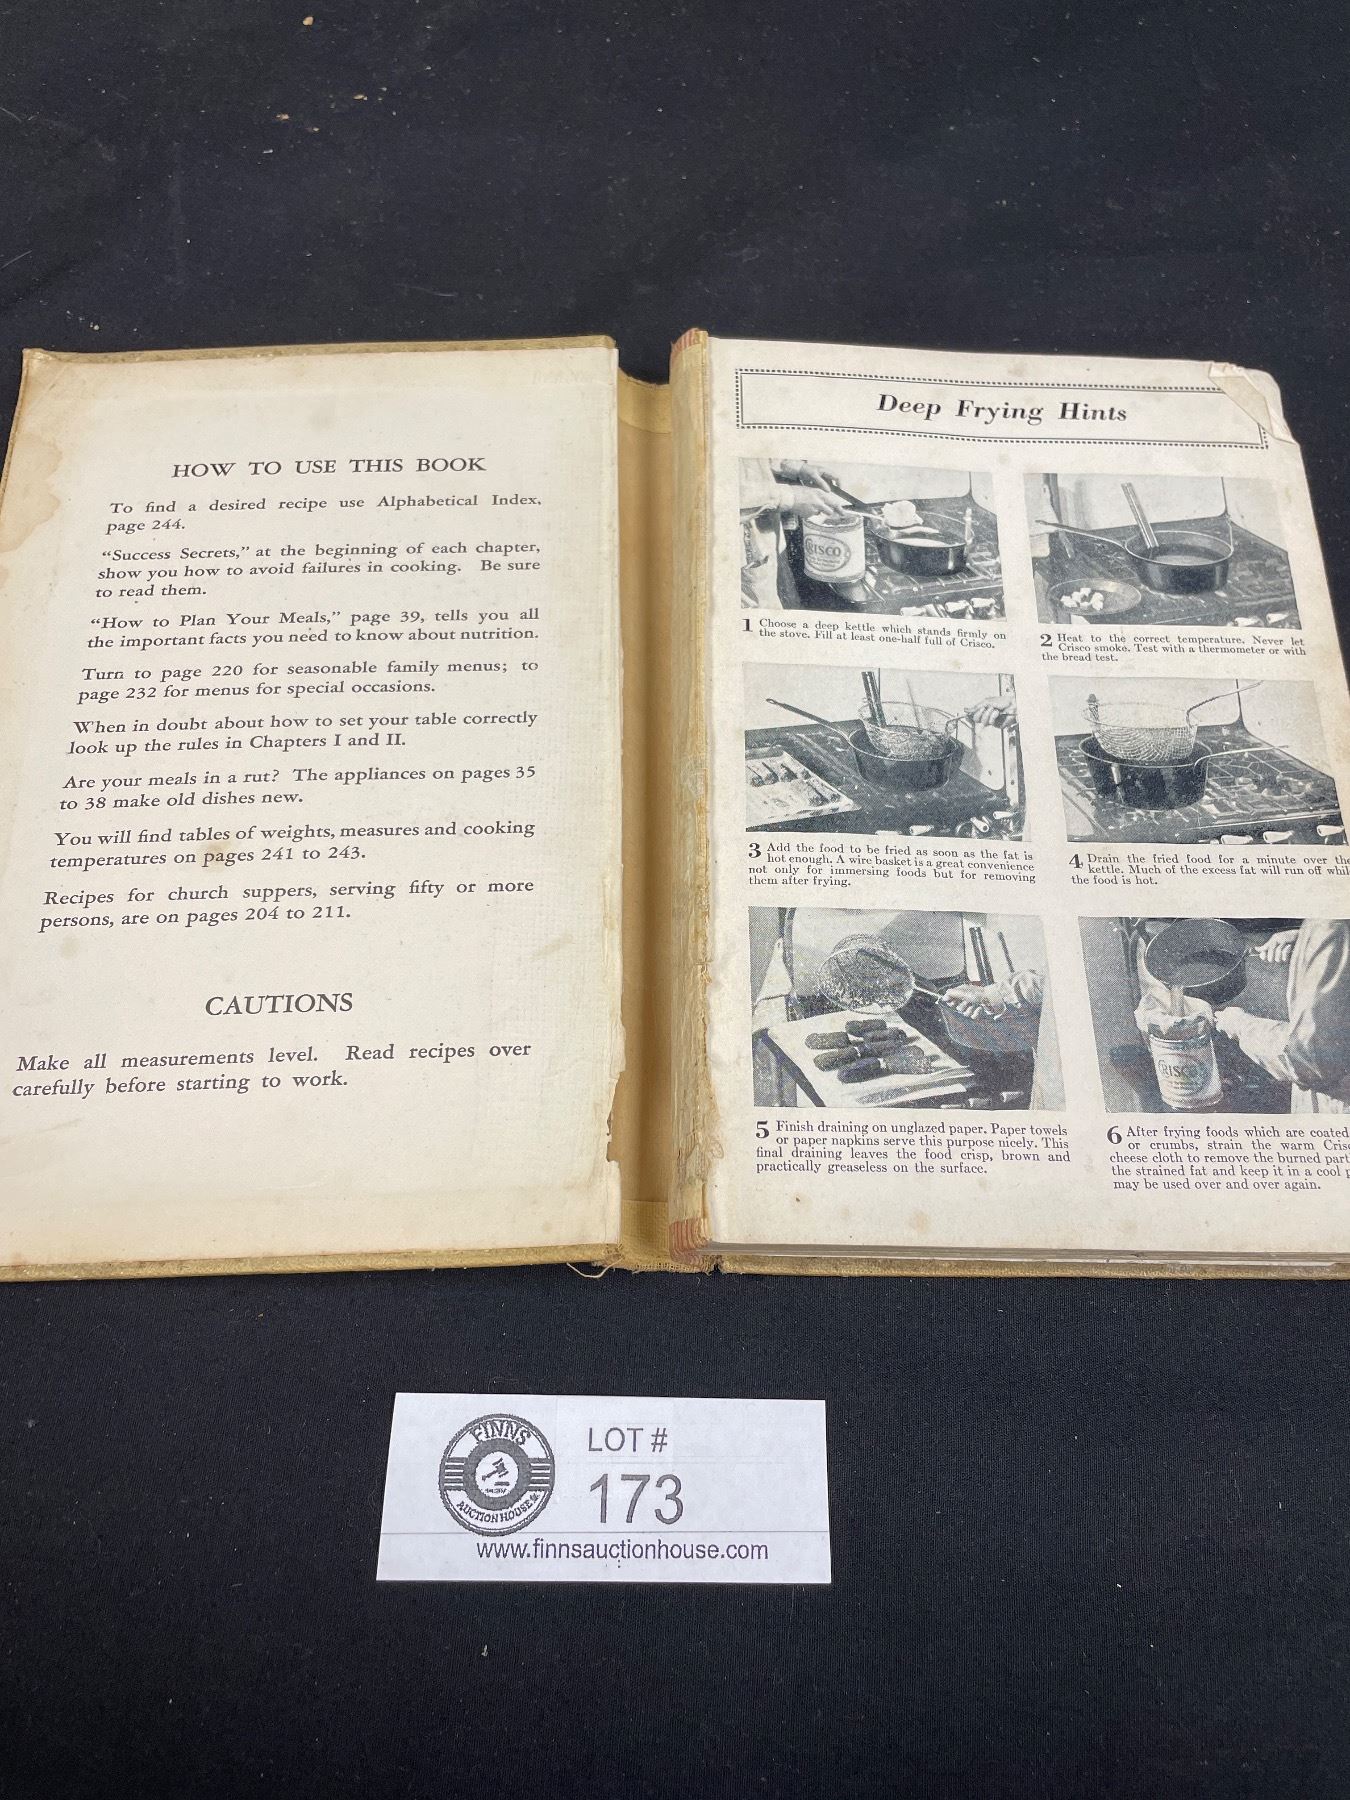 HOW TO USE THIS BOOK
To find a desired recipe use Alphabetical Index,
page 244.
"Success Secrets," at the beginning of each chapter,
show you how to avoid failures in cooking. Be sure
to read them.
"How to Plan Your Meals," page 39, tells you all
the important facts you need to know about nutrition.
Turn to page 220 for seasonable family menus; to
page 232 for menus for special occasions.
When in doubt about how to set your table correctly
look up the rules in Chapters I and II.
Are your meals in a rut? The appliances on pages 35
to 38 make old dishes new.
You will find tables of weights, measures and cooking
temperatures on pages 241 to 243.
Recipes for church suppers, serving fifty or more
persons, are on pages 204 to 211.
CAUTIONS
Make all measurements level. Read recipes over
carefully before starting to work.
Deep Frying Hints
CRISCO
1 Choose a deep kettle which stands firmly on
the stove. Fill at least one-half full of Crisco.
2 Heat to the correct temperature. Never let
Crisco smoke. Test with a thermometer or with
the bread test.
3 Add the food to be fried as soon as the fat is
hot enough. A wire basket is a great convenience
not only for immersing foods but for removing
them after frying.
4 Drain the fried food for a minute over the
kettle. Much of the excess fat will run off whil
the food is hot.
CRISCO
5 Finish draining on unglazed paper. Paper towels
or paper napkins serve this purpose nicely. This
final draining leaves the food crisp, brown and
practically greaseless on the surface.
6 After frying foods which are coated
or crumbs, strain the warm Crisc
cheese cloth to remove the burned part
the strained fat and keep it in a cool p
may be used over and over again.
FINNS
AUCTION HOUSE
LOT #
173
www.finnsauctionhouse.com